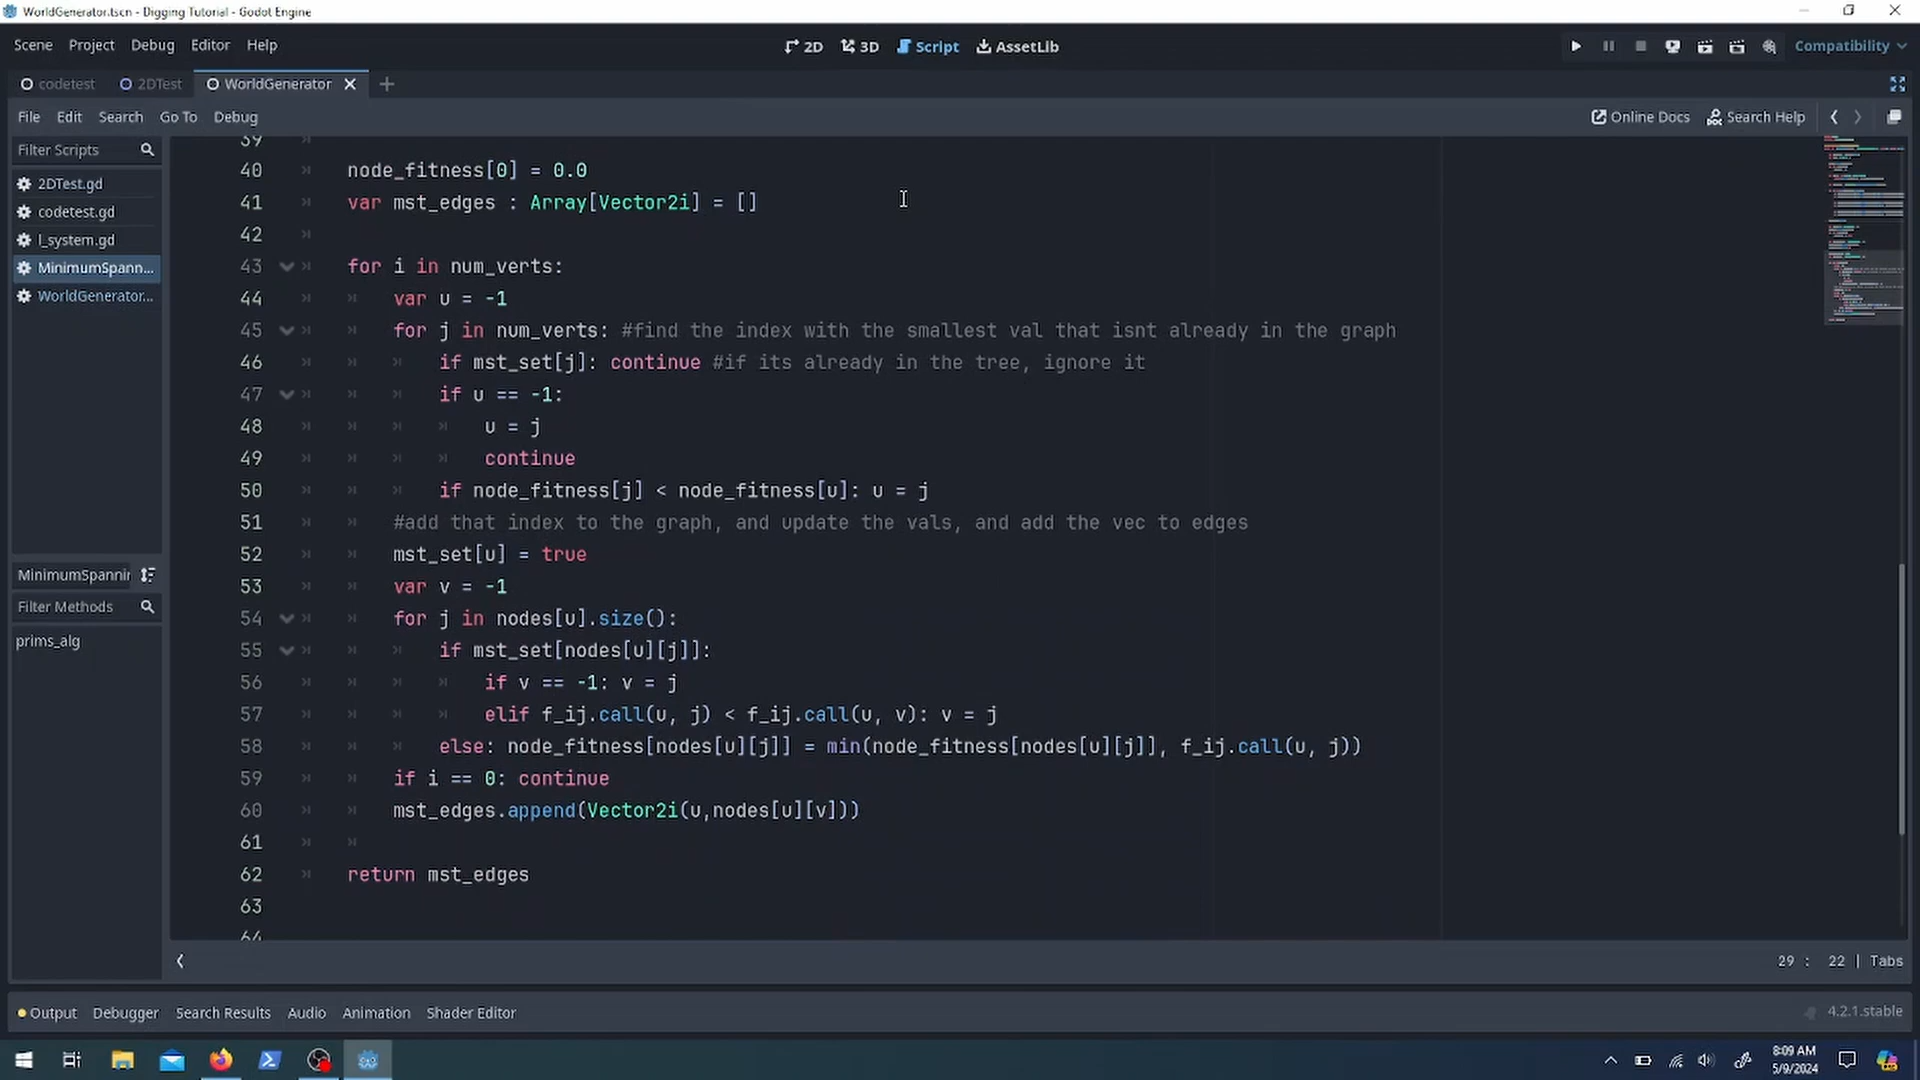 WorldGenerator.tscn - Digging Tutorial - Godot Engine
Scene Project Debug Editor Help
2D 3D Script AssetLib
Compatibility
codetest 2DTest WorldGenerator
File Edit Search Go To Debug
Online Docs Search Help
Filter Scripts
2DTest.gd
codetest.gd
l_system.gd
MinimumSpann...
WorldGenerator...
MinimumSpannin
Filter Methods
prims_alg
39
40 node_fitness[0] = 0.0
41 var mst_edges : Array[Vector2i] = []
42
43 for i in num_verts:
44 var u = -1
45 for j in num_verts: #find the index with the smallest val that isnt already in the graph
46 if mst_set[j]: continue #if its already in the tree, ignore it
47 if u == -1:
48 u = j
49 continue
50 if node_fitness[j] < node_fitness[u]: u = j
51 #add that index to the graph, and update the vals, and add the vec to edges
52 mst_set[u] = true
53 var v = -1
54 for j in nodes[u].size():
55 if mst_set[nodes[u][j]]:
56 if v == -1: v = j
57 elif f_ij.call(u, j) < f_ij.call(u, v): v = j
58 else: node_fitness[nodes[u][j]] = min(node_fitness[nodes[u][j]], f_ij.call(u, j))
59 if i == 0: continue
60 mst_edges.append(Vector2i(u,nodes[u][v]))
61
62 return mst_edges
63
64
29 : 22 | Tabs
Output Debugger Search Results Audio Animation Shader Editor
4.2.1.stable
8:09 AM
5/9/2024